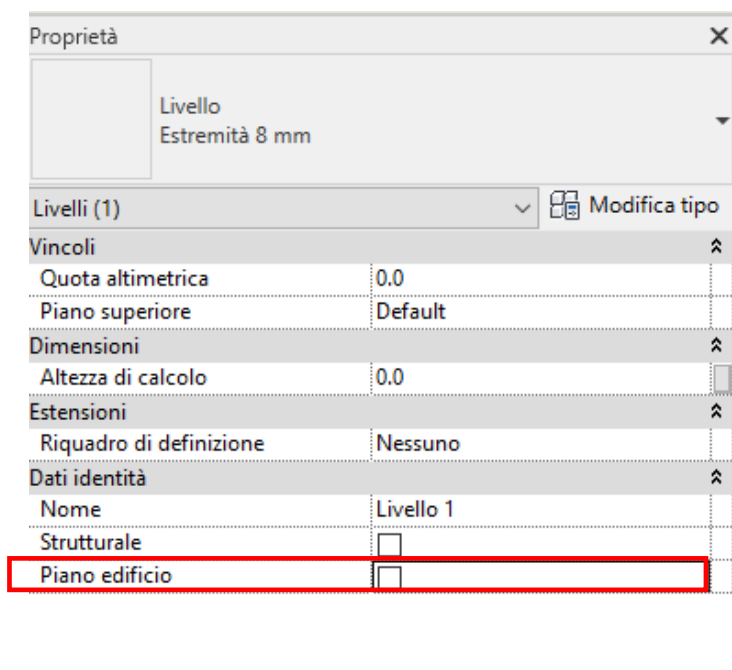 Proprietà
Livello
Estremità 8 mm
Livelli (1) Modifica tipo
Vincoli
Quota altimetrica 0.0
Piano superiore Default
Dimensioni
Altezza di calcolo 0.0
Estensioni
Riquadro di definizione Nessuno
Dati identità
Nome Livello 1
Strutturale
Piano edificio